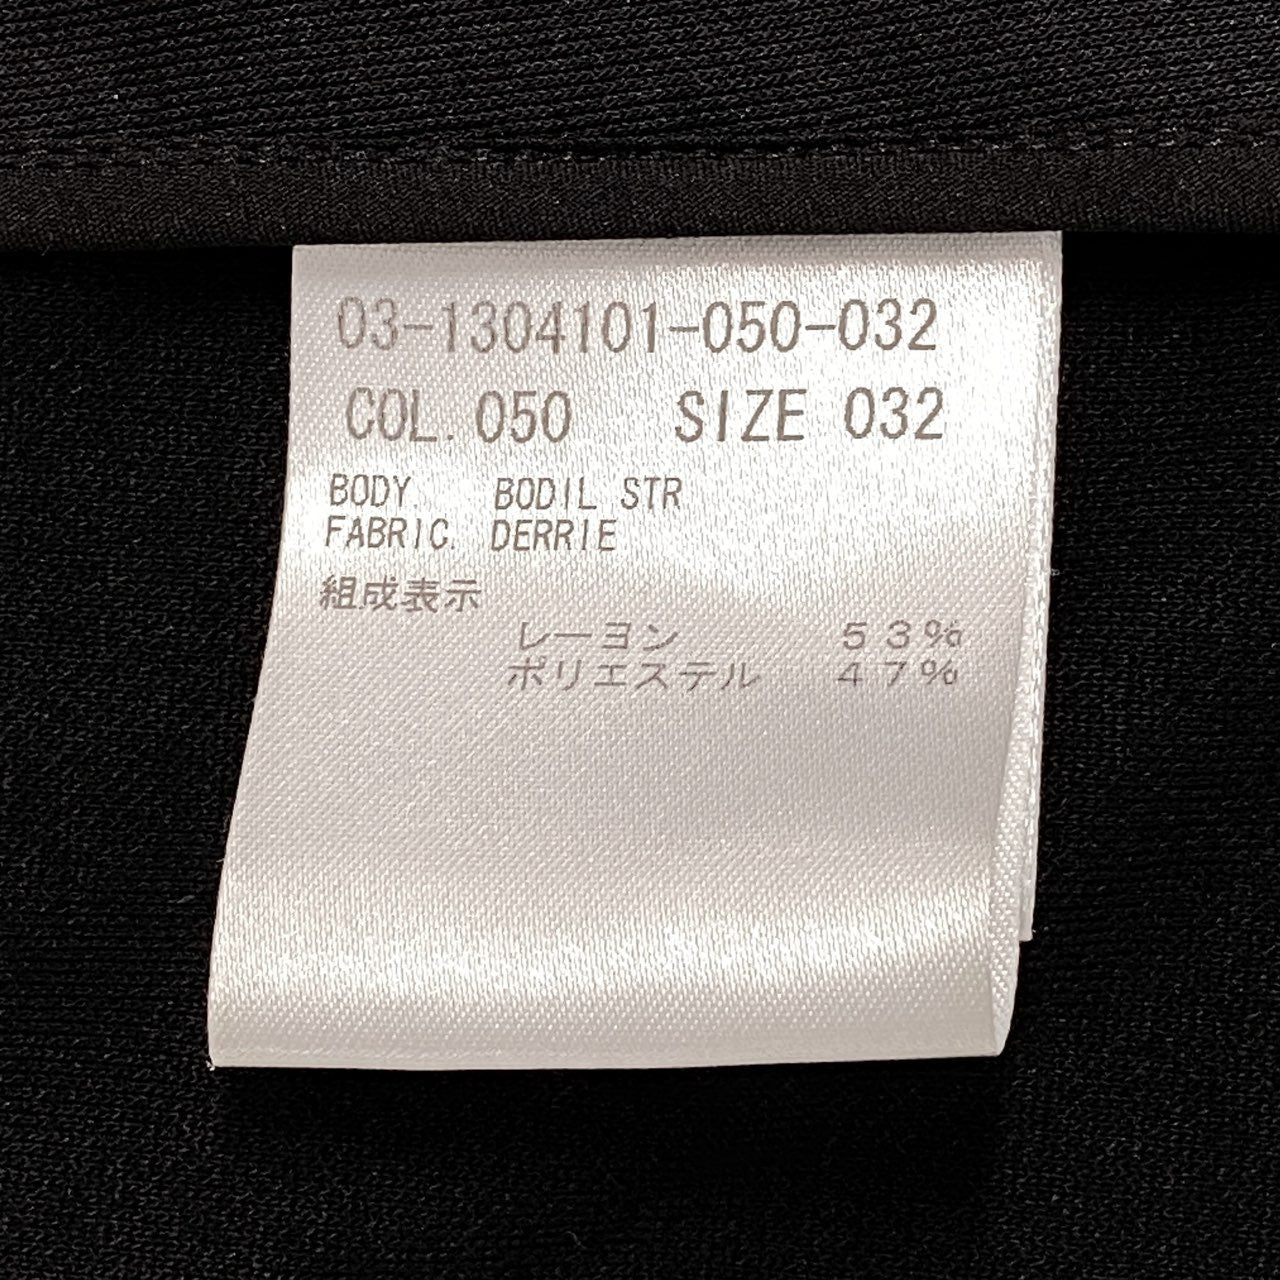 03-1304101-050-032
COL. 050 SIZE 032
BODY. BODIL STR
FABRIC. DERRIE
組成表示
レーヨン ５３%
ポリエステル ４７%